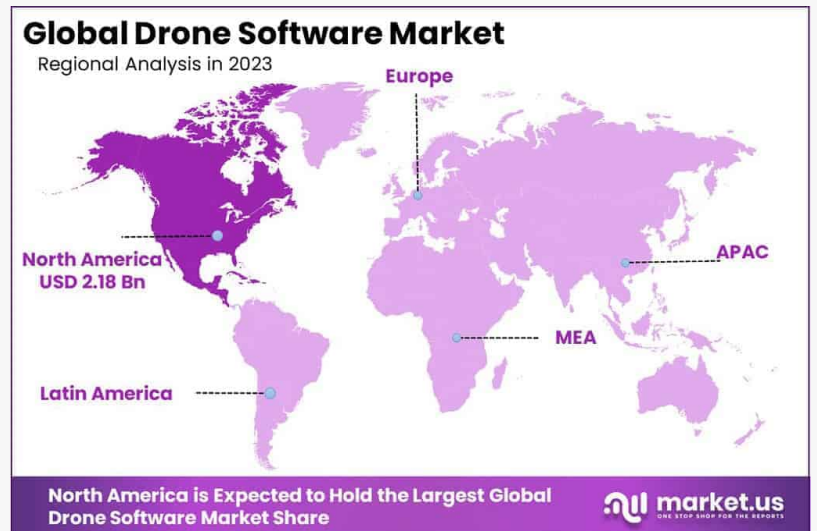 Global Drone Software Market
Regional Analysis in 2023
Europe
North America
USD 2.18 Bn
APAC
MEA
Latin America
North America is Expected to Hold the Largest Global
Drone Software Market Share
market.us
ONE STOP SHOP FOR THE REPORTS